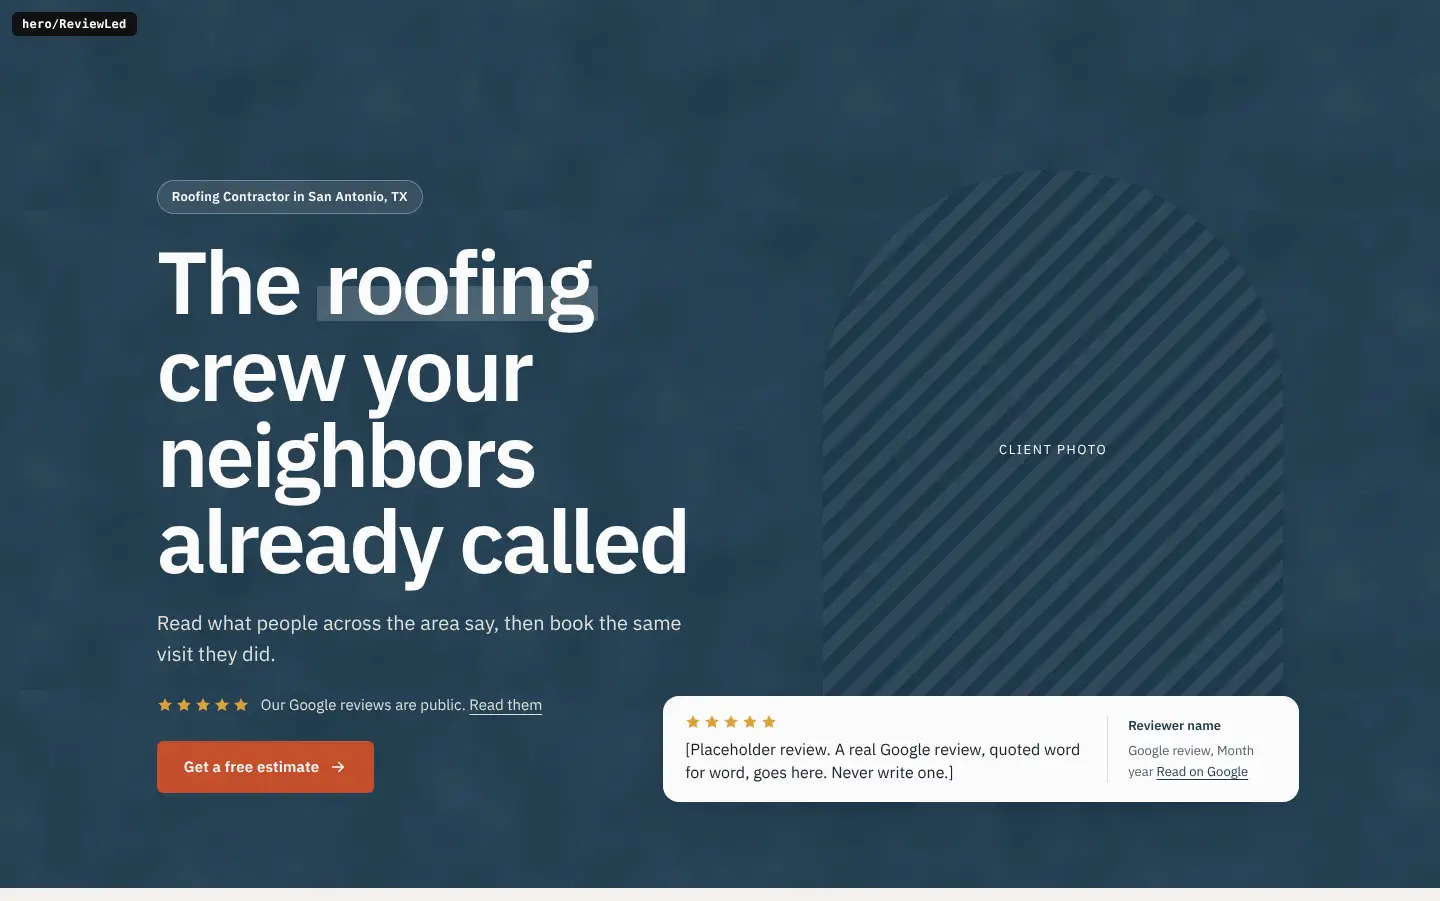 hero/ReviewLed
Roofing Contractor in San Antonio, TX
The roofing
crew your
neighbors
already called
Read what people across the area say, then book the same
visit they did.
Our Google reviews are public. Read them
Get a free estimate
CLIENT PHOTO
[Placeholder review. A real Google review, quoted word
for word, goes here. Never write one.]
Reviewer name
Google review, Month
year Read on Google